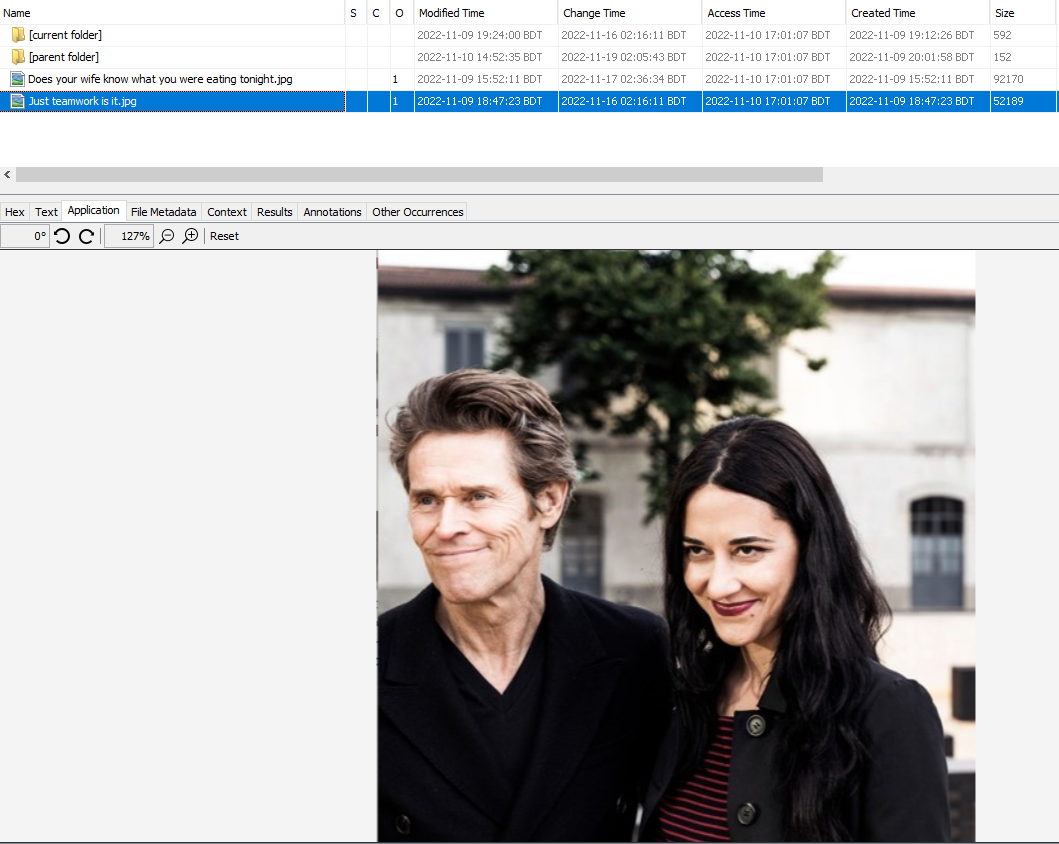 Name S C O Modified Time Change Time Access Time Created Time Size
[current folder] 2022-11-09 19:24:00 BDT 2022-11-16 02:16:11 BDT 2022-11-10 17:01:07 BDT 2022-11-09 19:12:26 BDT 592
[parent folder] 2022-11-10 14:52:35 BDT 2022-11-19 02:05:43 BDT 2022-11-10 17:01:07 BDT 2022-11-09 20:01:58 BDT 152
Does your wife know what you were eating tonight.jpg 1 2022-11-09 15:52:11 BDT 2022-11-17 02:36:34 BDT 2022-11-10 17:01:07 BDT 2022-11-09 15:52:11 BDT 92170
Just teamwork is it.jpg 1 2022-11-09 18:47:23 BDT 2022-11-16 02:16:11 BDT 2022-11-10 17:01:07 BDT 2022-11-09 18:47:23 BDT 52189
Hex Text Application File Metadata Context Results Annotations Other Occurrences
0° 127% Reset